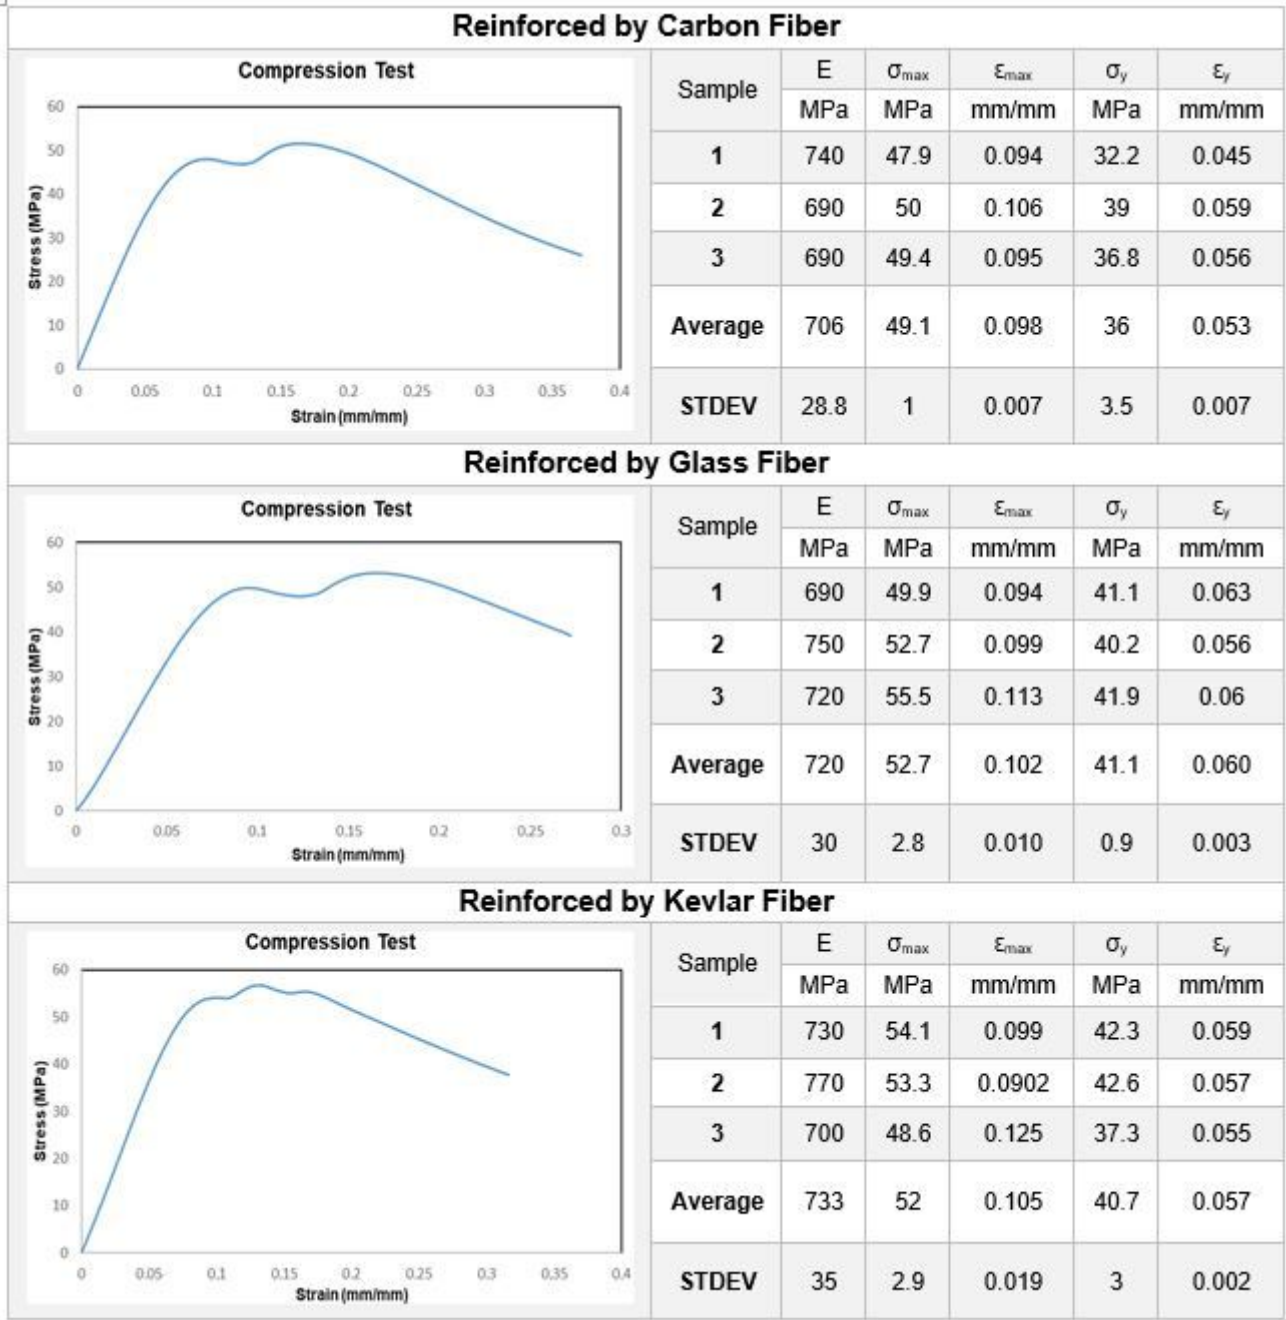 Reinforced by Carbon Fiber
Compression Test
60
50
40
30
20
10
0
Stress (MPa)
0 0.05 0.1 0.15 0.2 0.25 0.3 0.35 0.4
Strain (mm/mm)
Sample E σmax εmax σy εy
MPa MPa mm/mm MPa mm/mm
1 740 47.9 0.094 32.2 0.045
2 690 50 0.106 39 0.059
3 690 49.4 0.095 36.8 0.056
Average 706 49.1 0.098 36 0.053
STDEV 28.8 1 0.007 3.5 0.007
Reinforced by Glass Fiber
Compression Test
60
50
40
30
20
10
0
Stress (MPa)
0 0.05 0.1 0.15 0.2 0.25 0.3
Strain (mm/mm)
Sample E σmax εmax σy εy
MPa MPa mm/mm MPa mm/mm
1 690 49.9 0.094 41.1 0.063
2 750 52.7 0.099 40.2 0.056
3 720 55.5 0.113 41.9 0.06
Average 720 52.7 0.102 41.1 0.060
STDEV 30 2.8 0.010 0.9 0.003
Reinforced by Kevlar Fiber
Compression Test
60
50
40
30
20
10
0
Stress (MPa)
0 0.05 0.1 0.15 0.2 0.25 0.3 0.35 0.4
Strain (mm/mm)
Sample E σmax εmax σy εy
MPa MPa mm/mm MPa mm/mm
1 730 54.1 0.099 42.3 0.059
2 770 53.3 0.0902 42.6 0.057
3 700 48.6 0.125 37.3 0.055
Average 733 52 0.105 40.7 0.057
STDEV 35 2.9 0.019 3 0.002